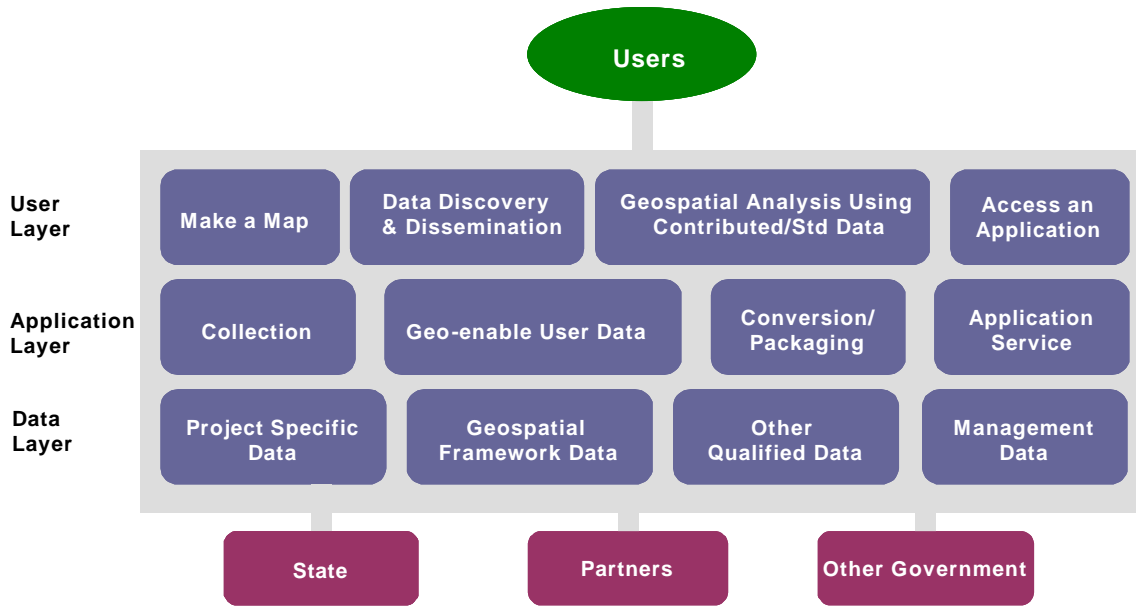 Users
User
Layer
Make a Map
Data Discovery
& Dissemination
Geospatial Analysis Using
Contributed/Std Data
Access an
Application
Application
Layer
Collection
Geo-enable User Data
Conversion/
Packaging
Application
Service
Data
Layer
Project Specific
Data
Geospatial
Framework Data
Other
Qualified Data
Management
Data
State
Partners
Other Government